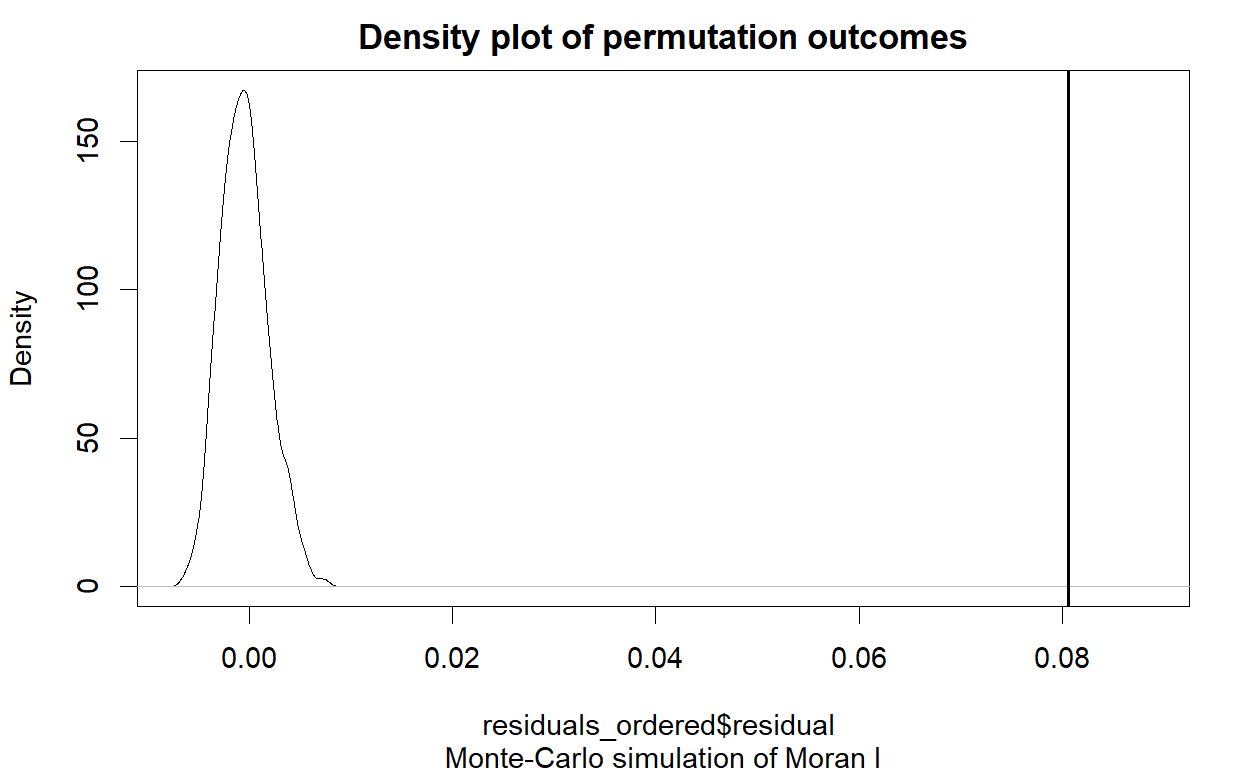 Density plot of permutation outcomes
Density
150
100
50
0
0.00 0.02 0.04 0.06 0.08
residuals_ordered$residual
Monte-Carlo simulation of Moran I